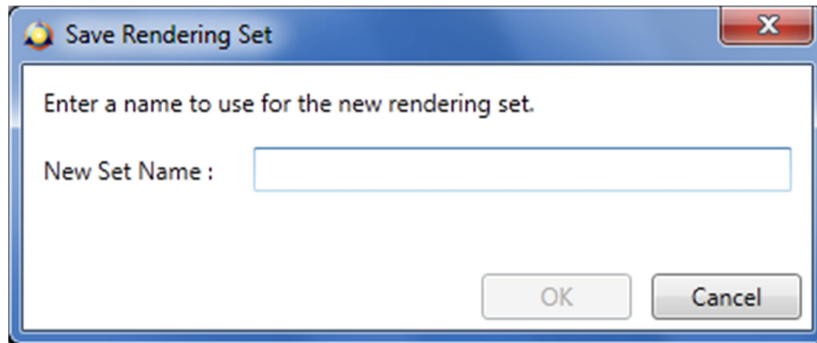 Save Rendering Set
Enter a name to use for the new rendering set.
New Set Name :
OK Cancel